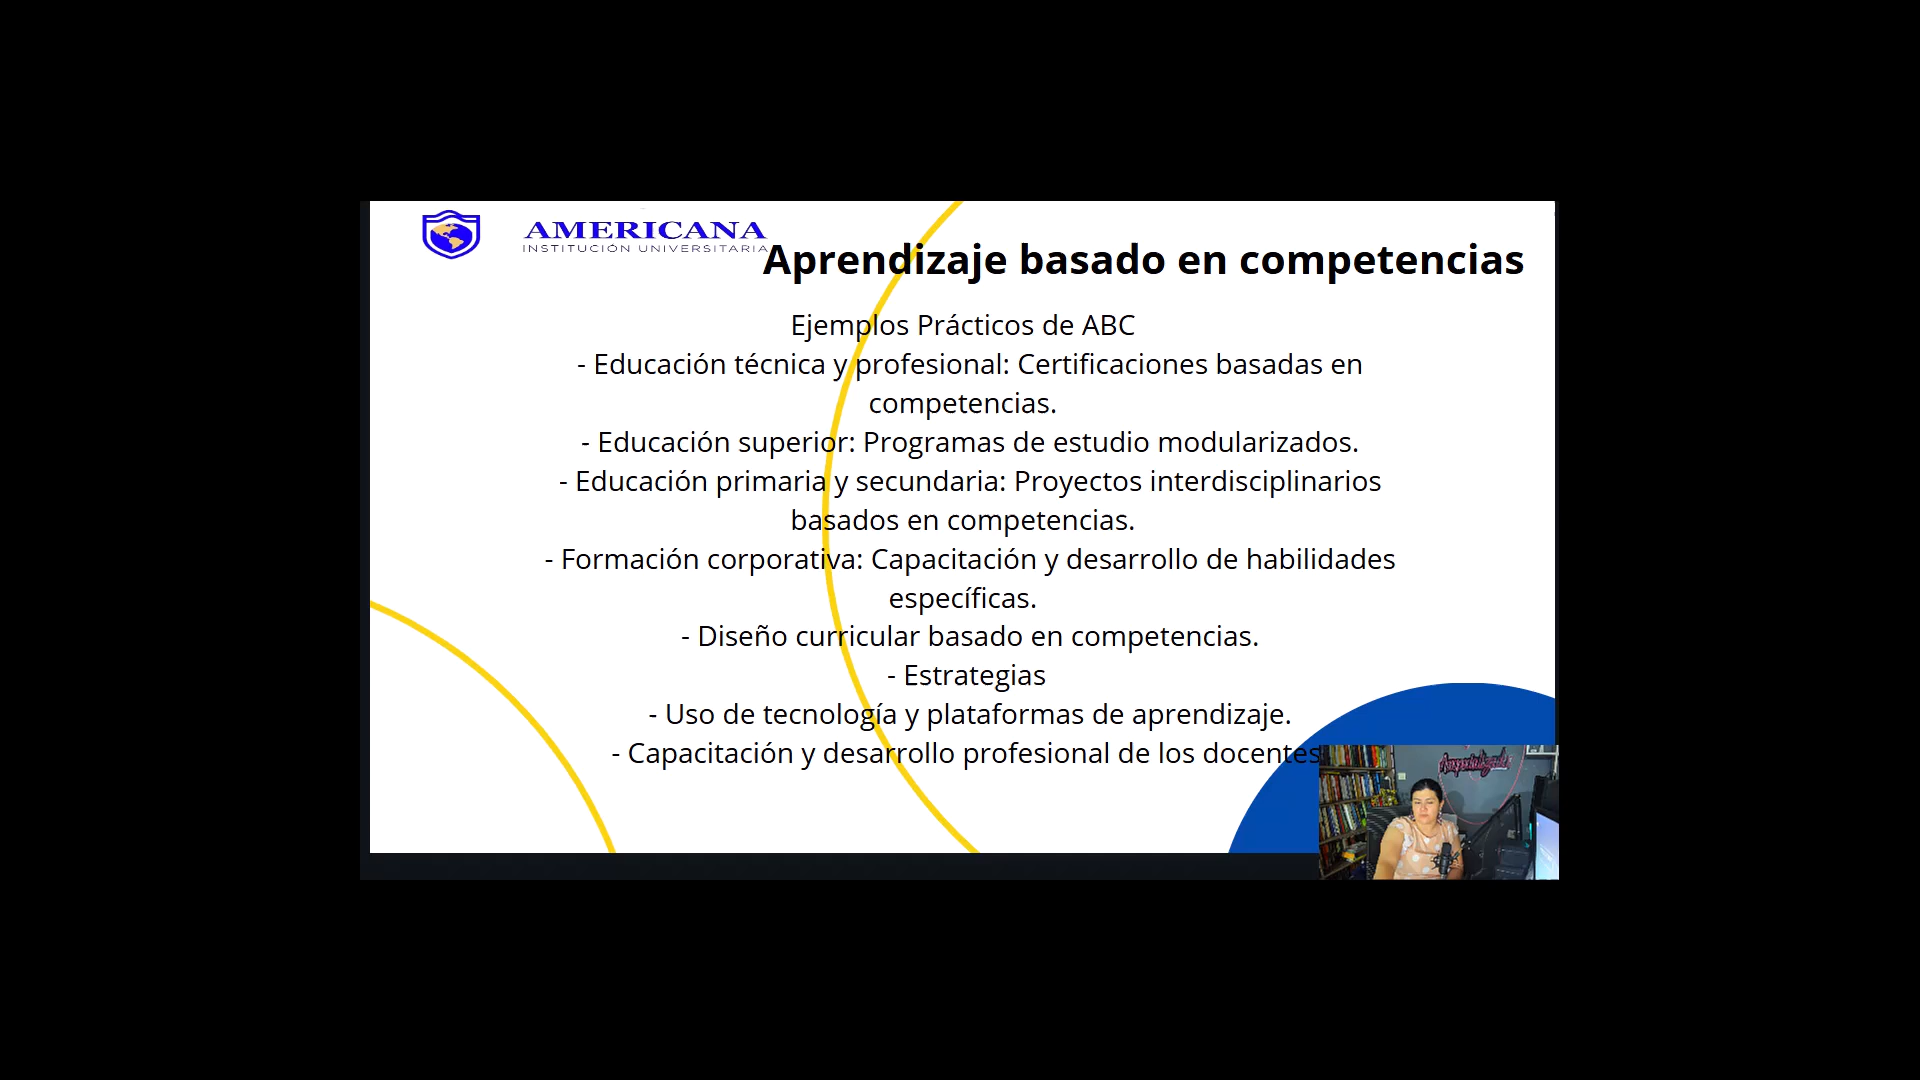 AMERICANA
INSTITUCIÓN UNIVERSITARIA
Aprendizaje basado en competencias
Ejemplos Prácticos de ABC
- Educación técnica y profesional: Certificaciones basadas en
competencias.
- Educación superior: Programas de estudio modularizados.
- Educación primaria y secundaria: Proyectos interdisciplinarios
basados en competencias.
- Formación corporativa: Capacitación y desarrollo de habilidades
específicas.
- Diseño curricular basado en competencias.
- Estrategias
- Uso de tecnología y plataformas de aprendizaje.
- Capacitación y desarrollo profesional de los docentes